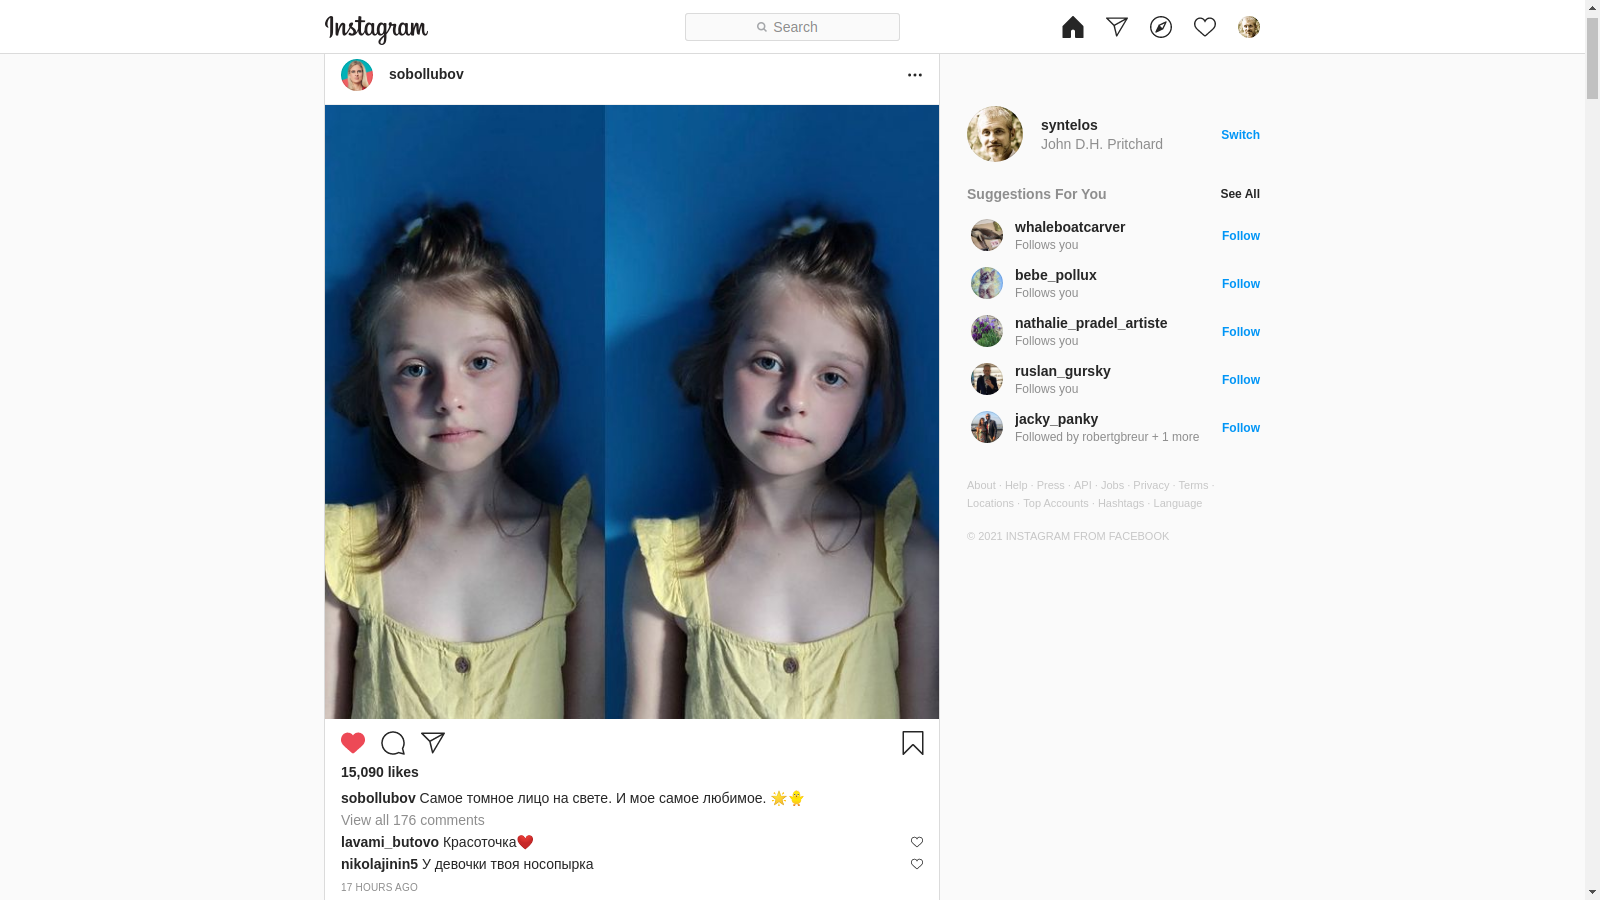 Instagram
Search
sobollubov
syntelos
John D.H. Pritchard
Switch
Suggestions For You
See All
whaleboatcarver
Follows you
Follow
bebe_pollux
Follows you
Follow
nathalie_pradel_artiste
Follows you
Follow
ruslan_gursky
Follows you
Follow
jacky_panky
Followed by robertgbreur + 1 more
Follow
About · Help · Press · API · Jobs · Privacy · Terms ·
Locations · Top Accounts · Hashtags · Language
© 2021 INSTAGRAM FROM FACEBOOK
15,090 likes
sobollubov Самое томное лицо на свете. И мое самое любимое. 🌟🐥
View all 176 comments
lavami_butovo Красоточка❤️
nikolajinin5 У девочки твоя носопырка
17 HOURS AGO